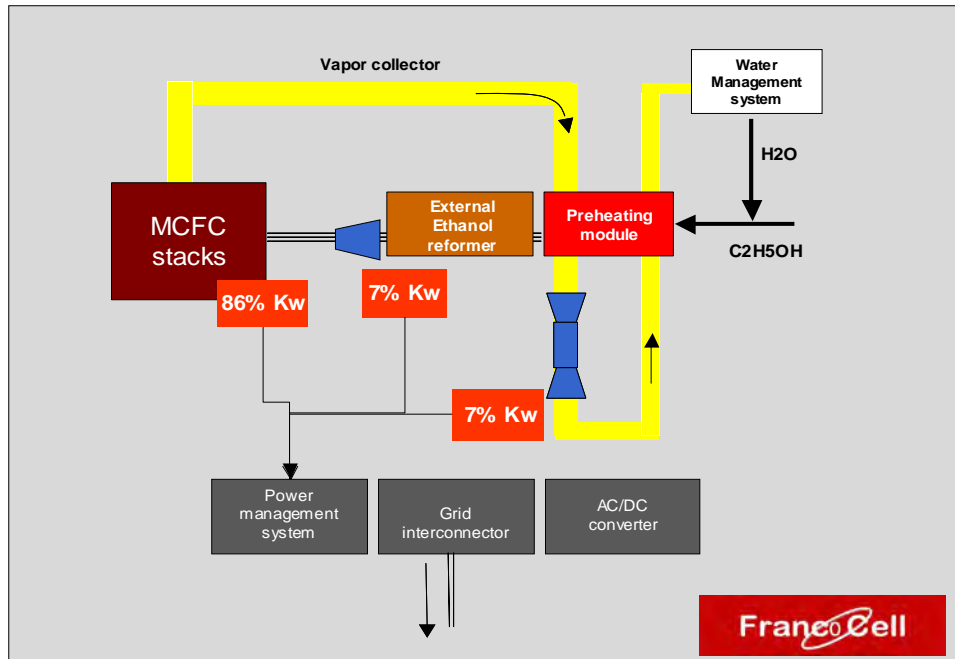 Vapor collector
Water
Management
system
H2O
MCFC
stacks
External
Ethanol
reformer
Preheating
module
C2H5OH
86% Kw
7% Kw
7% Kw
Power
management
system
Grid
interconnector
AC/DC
converter
FrancoCell